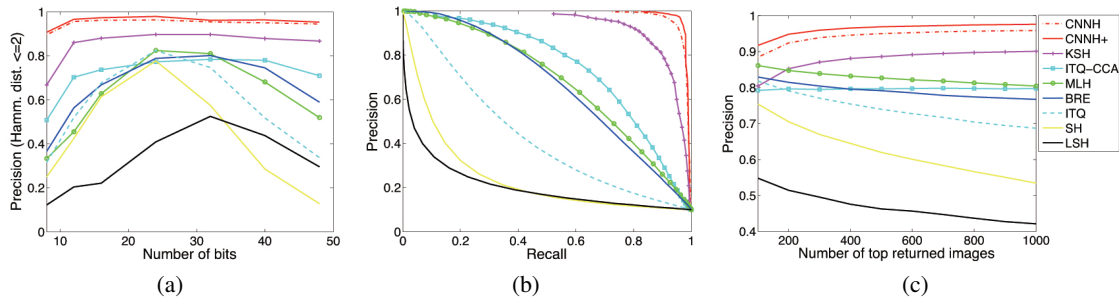 Precision (Hamm. dist. <=2)
1
0.8
0.6
0.4
0.2
0
10 20 30 40 50
Number of bits
(a)
Precision
1
0.8
0.6
0.4
0.2
0
0 0.2 0.4 0.6 0.8 1
Recall
(b)
Precision
1
0.9
0.8
0.7
0.6
0.5
0.4
200 400 600 800 1000
Number of top returned images
(c)
CNNH
CNNH+
KSH
ITQ-CCA
MLH
BRE
ITQ
SH
LSH